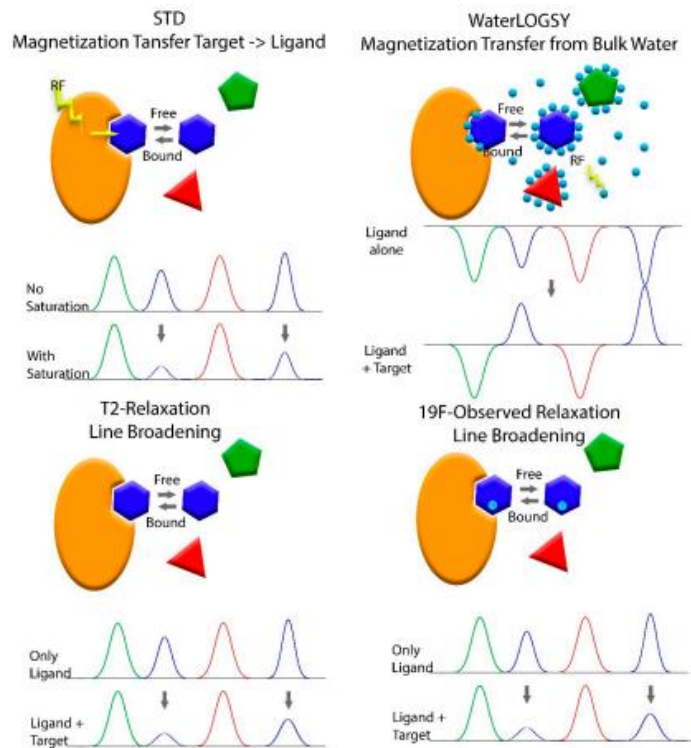 STD
Magnetization Tansfer Target -> Ligand
RF
Free
Bound
No
Saturation
With
Saturation
WaterLOGSY
Magnetization Transfer from Bulk Water
Free
Bound
RF
Ligand
alone
Ligand
+ Target
T2-Relaxation
Line Broadening
Free
Bound
Only
Ligand
Ligand +
Target
19F-Observed Relaxation
Line Broadening
Free
Bound
Only
Ligand
Ligand +
Target